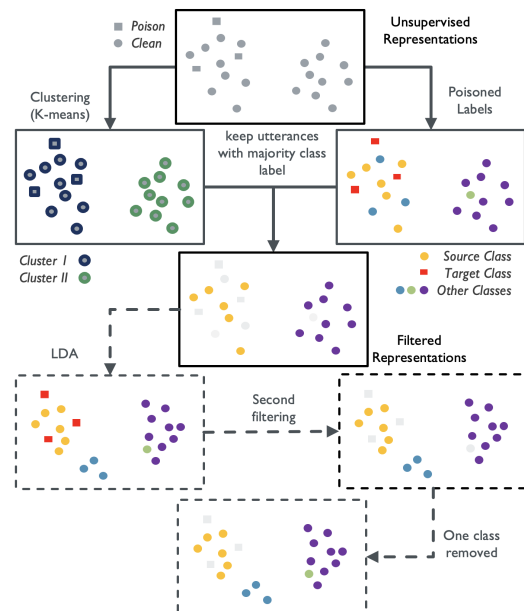 Poison
Clean
Unsupervised
Representations
Clustering
(K-means)
Poisoned
Labels
keep utterances
with majority class
label
Cluster I
Cluster II
Source Class
Target Class
Other Classes
Filtered
Representations
LDA
Second
filtering
One class
removed